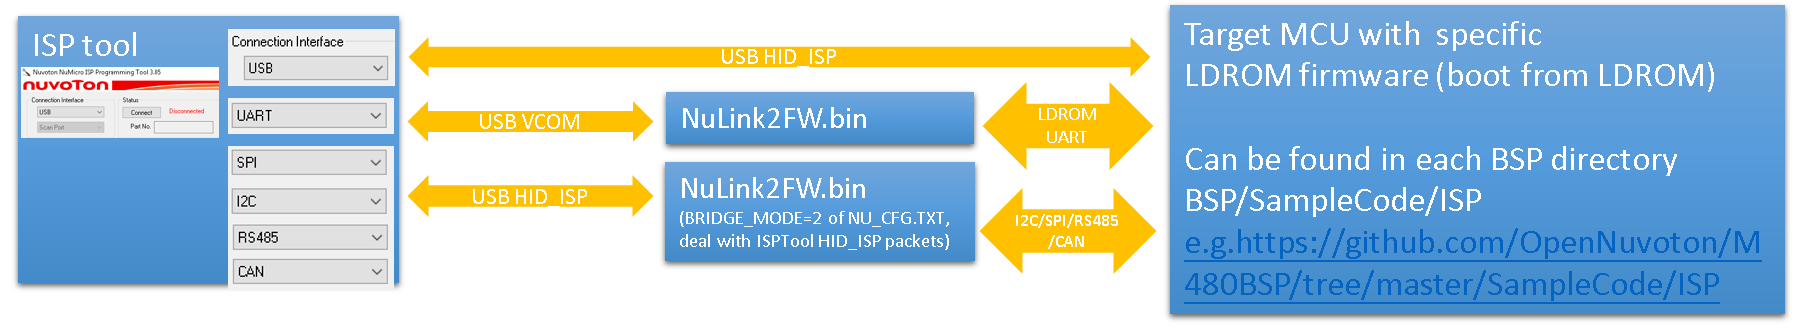 ISP tool
Nuvoton NuMicro ISP Programming Tool 3.05
nuvoTon
Connection Interface
USB
Scan Port
Status
Connect
Disconnected
Part No.
Connection Interface
USB
UART
SPI
I2C
RS485
CAN
USB HID_ISP
USB VCOM
USB HID_ISP
NuLink2FW.bin
NuLink2FW.bin
(BRIDGE_MODE=2 of NU_CFG.TXT,
deal with ISPTool HID_ISP packets)
LDROM
UART
I2C/SPI/RS485
/CAN
Target MCU with  specific
LDROM firmware (boot from LDROM)
Can be found in each BSP directory
BSP/SampleCode/ISP
e.g.https://github.com/OpenNuvoton/M
480BSP/tree/master/SampleCode/ISP